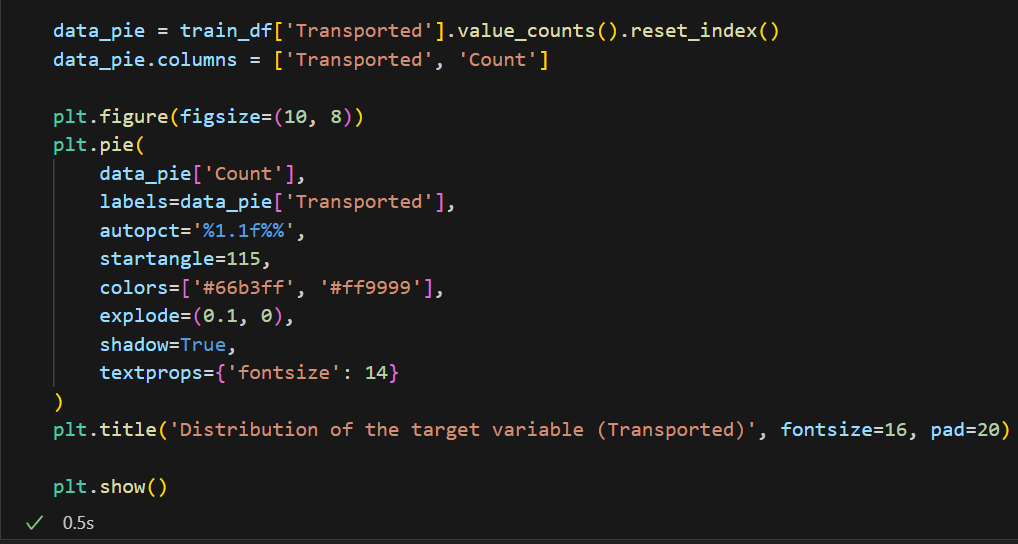 data_pie = train_df['Transported'].value_counts().reset_index()
data_pie.columns = ['Transported', 'Count']

plt.figure(figsize=(10, 8))
plt.pie(
    data_pie['Count'],
    labels=data_pie['Transported'],
    autopct='%1.1f%%',
    startangle=115,
    colors=['#66b3ff', '#ff9999'],
    explode=(0.1, 0),
    shadow=True,
    textprops={'fontsize': 14}
)
plt.title('Distribution of the target variable (Transported)', fontsize=16, pad=20)

plt.show()
0.5s